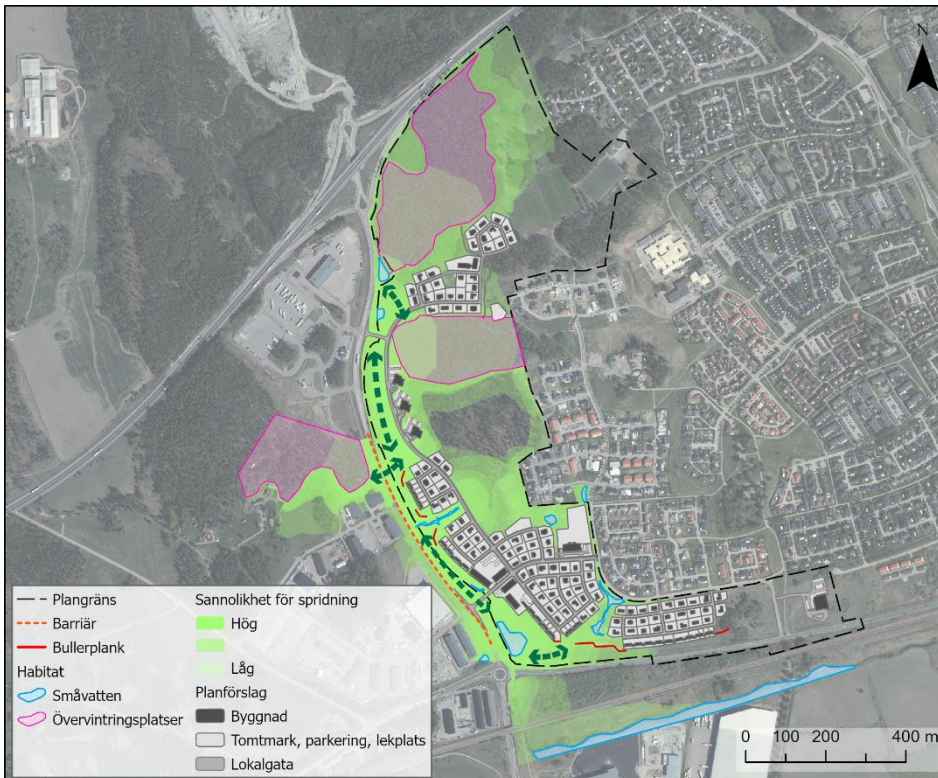 N
Plangräns
Barriär
Bullerplank
Habitat
Småvatten
Övervintringsplatser
Sannolikhet för spridning
Hög
Låg
Planförslag
Byggnad
Tomtmark, parkering, lekplats
Lokalgata
0 100 200 400 m